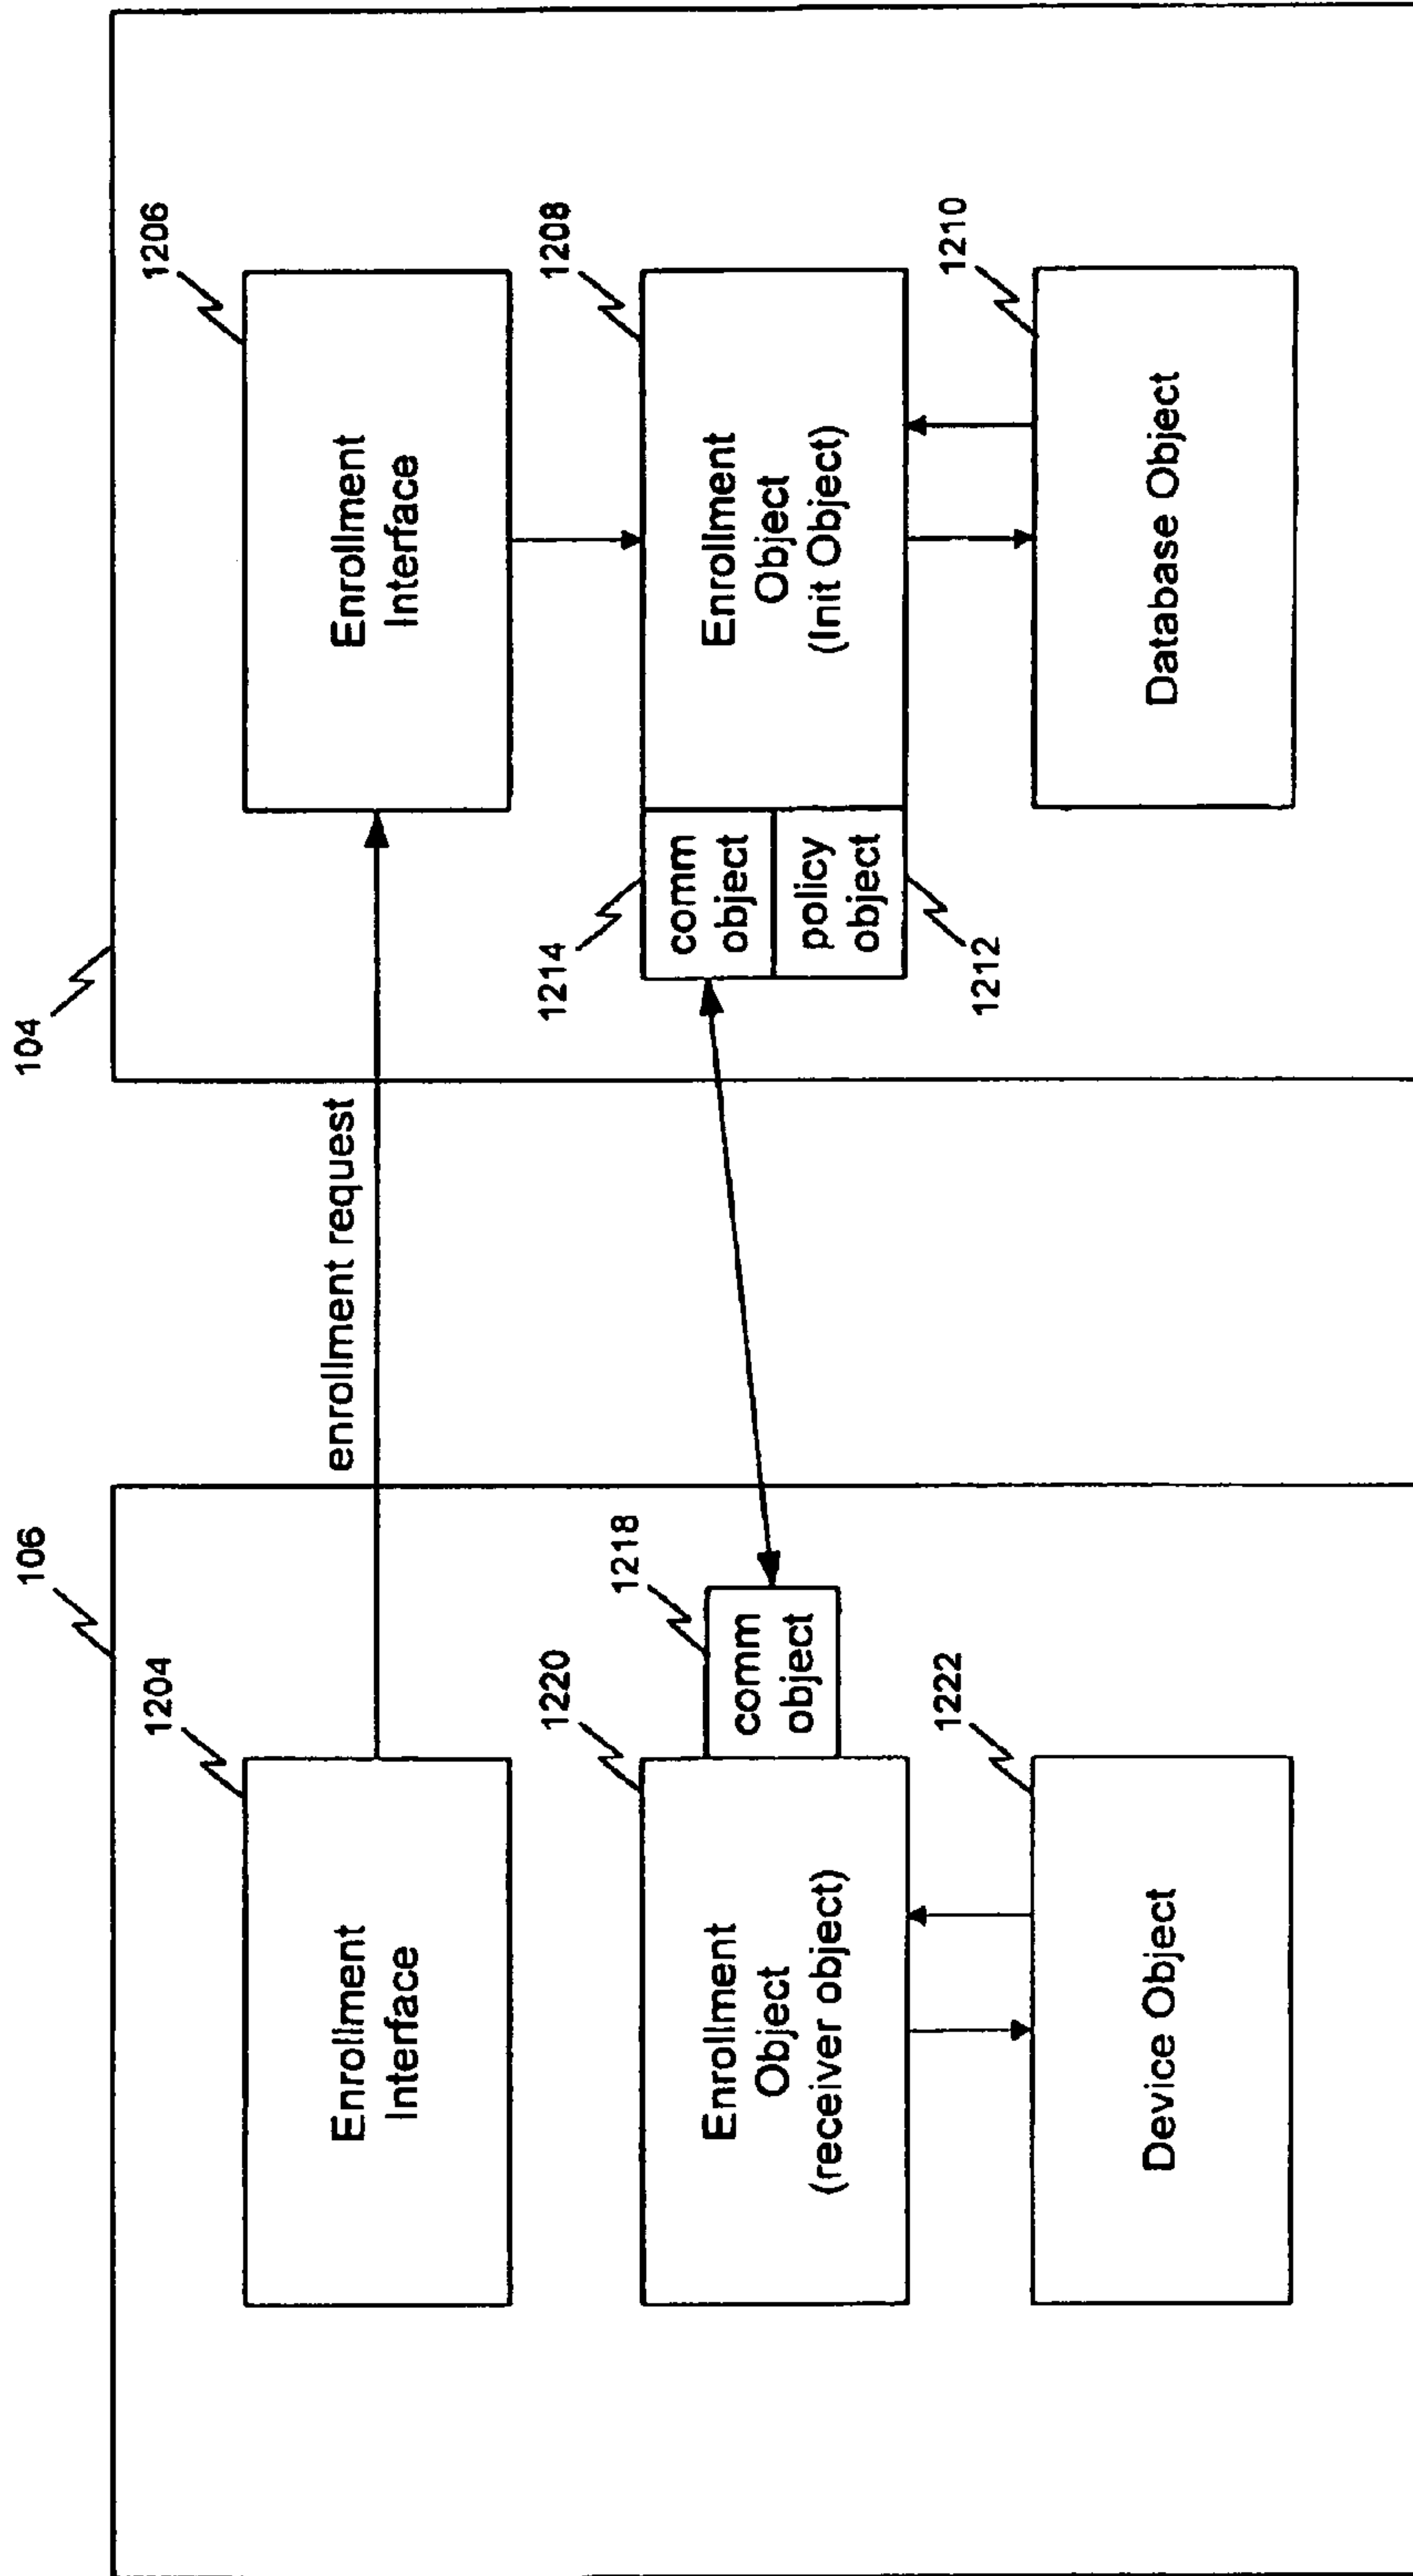 106
1204
Enrollment
Interface
1220
Enrollment
Object
(receiver object)
1218
comm
object
1222
Device Object
enrollment request
104
1206
Enrollment
Interface
1214
comm
object
policy
object
1212
1208
Enrollment
Object
(Init Object)
1210
Database Object